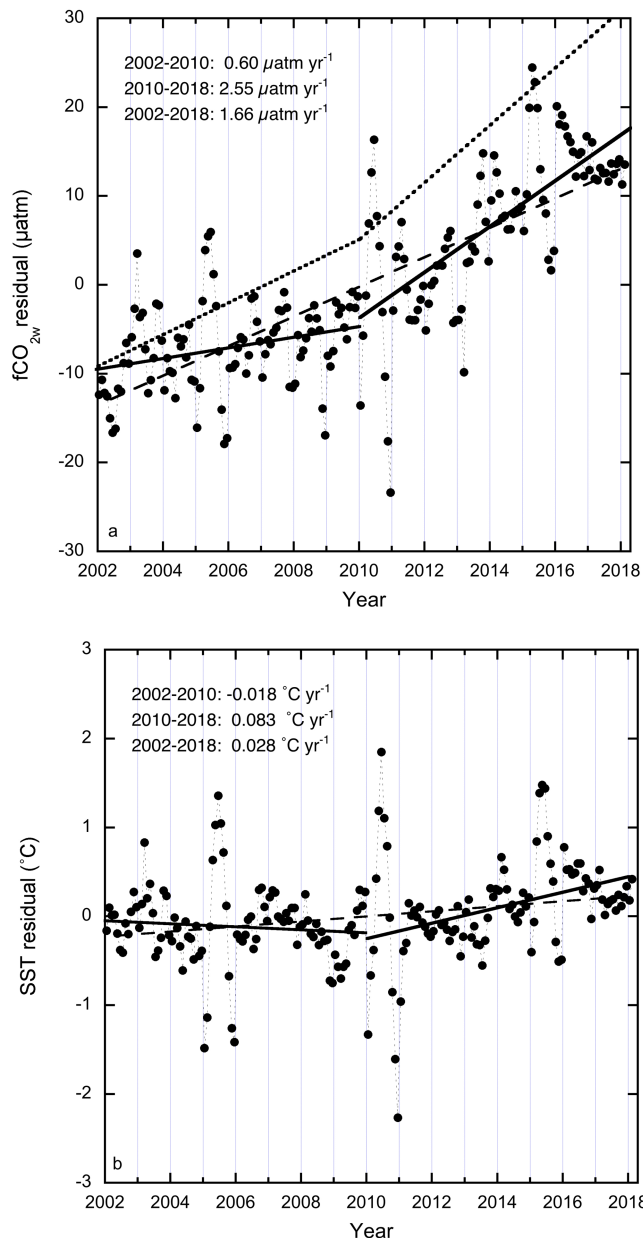 30
20
10
0
-10
-20
-30
fCO2w residual (µatm)
2002-2010: 0.60 µatm yr-1
2010-2018: 2.55 µatm yr-1
2002-2018: 1.66 µatm yr-1
a
2002 2004 2006 2008 2010 2012 2014 2016 2018
Year
3
2
1
0
-1
-2
-3
SST residual (˚C)
2002-2010: -0.018 ˚C yr-1
2010-2018: 0.083 ˚C yr-1
2002-2018: 0.028 ˚C yr-1
b
2002 2004 2006 2008 2010 2012 2014 2016 2018
Year